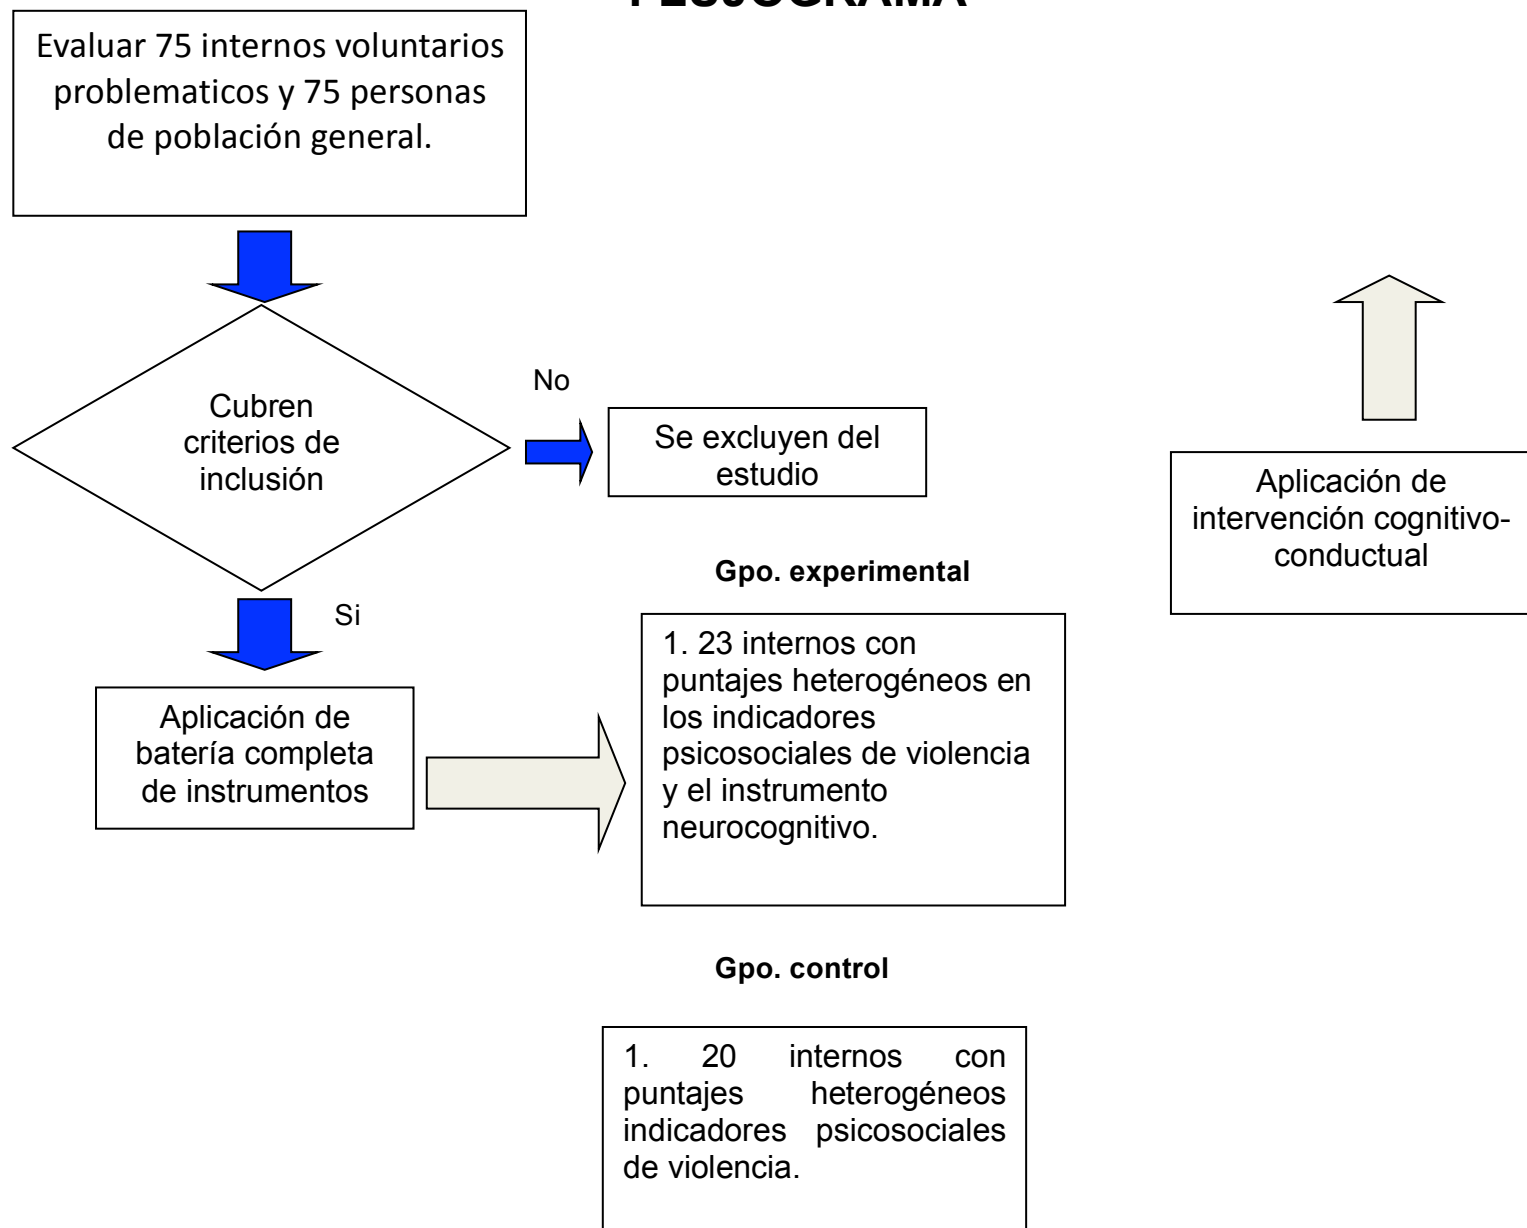 FLUJOGRAMA
Evaluar 75 internos voluntarios
problematicos y 75 personas
de población general.
Cubren
criterios de
inclusión
No
Se excluyen del
estudio
Si
Aplicación de
batería completa
de instrumentos
Gpo. experimental
1. 23 internos con
puntajes heterogéneos en
los indicadores
psicosociales de violencia
y el instrumento
neurocognitivo.
Gpo. control
1. 20 internos con
puntajes heterogéneos
indicadores psicosociales
de violencia.
Aplicación de
intervención cognitivo-
conductual